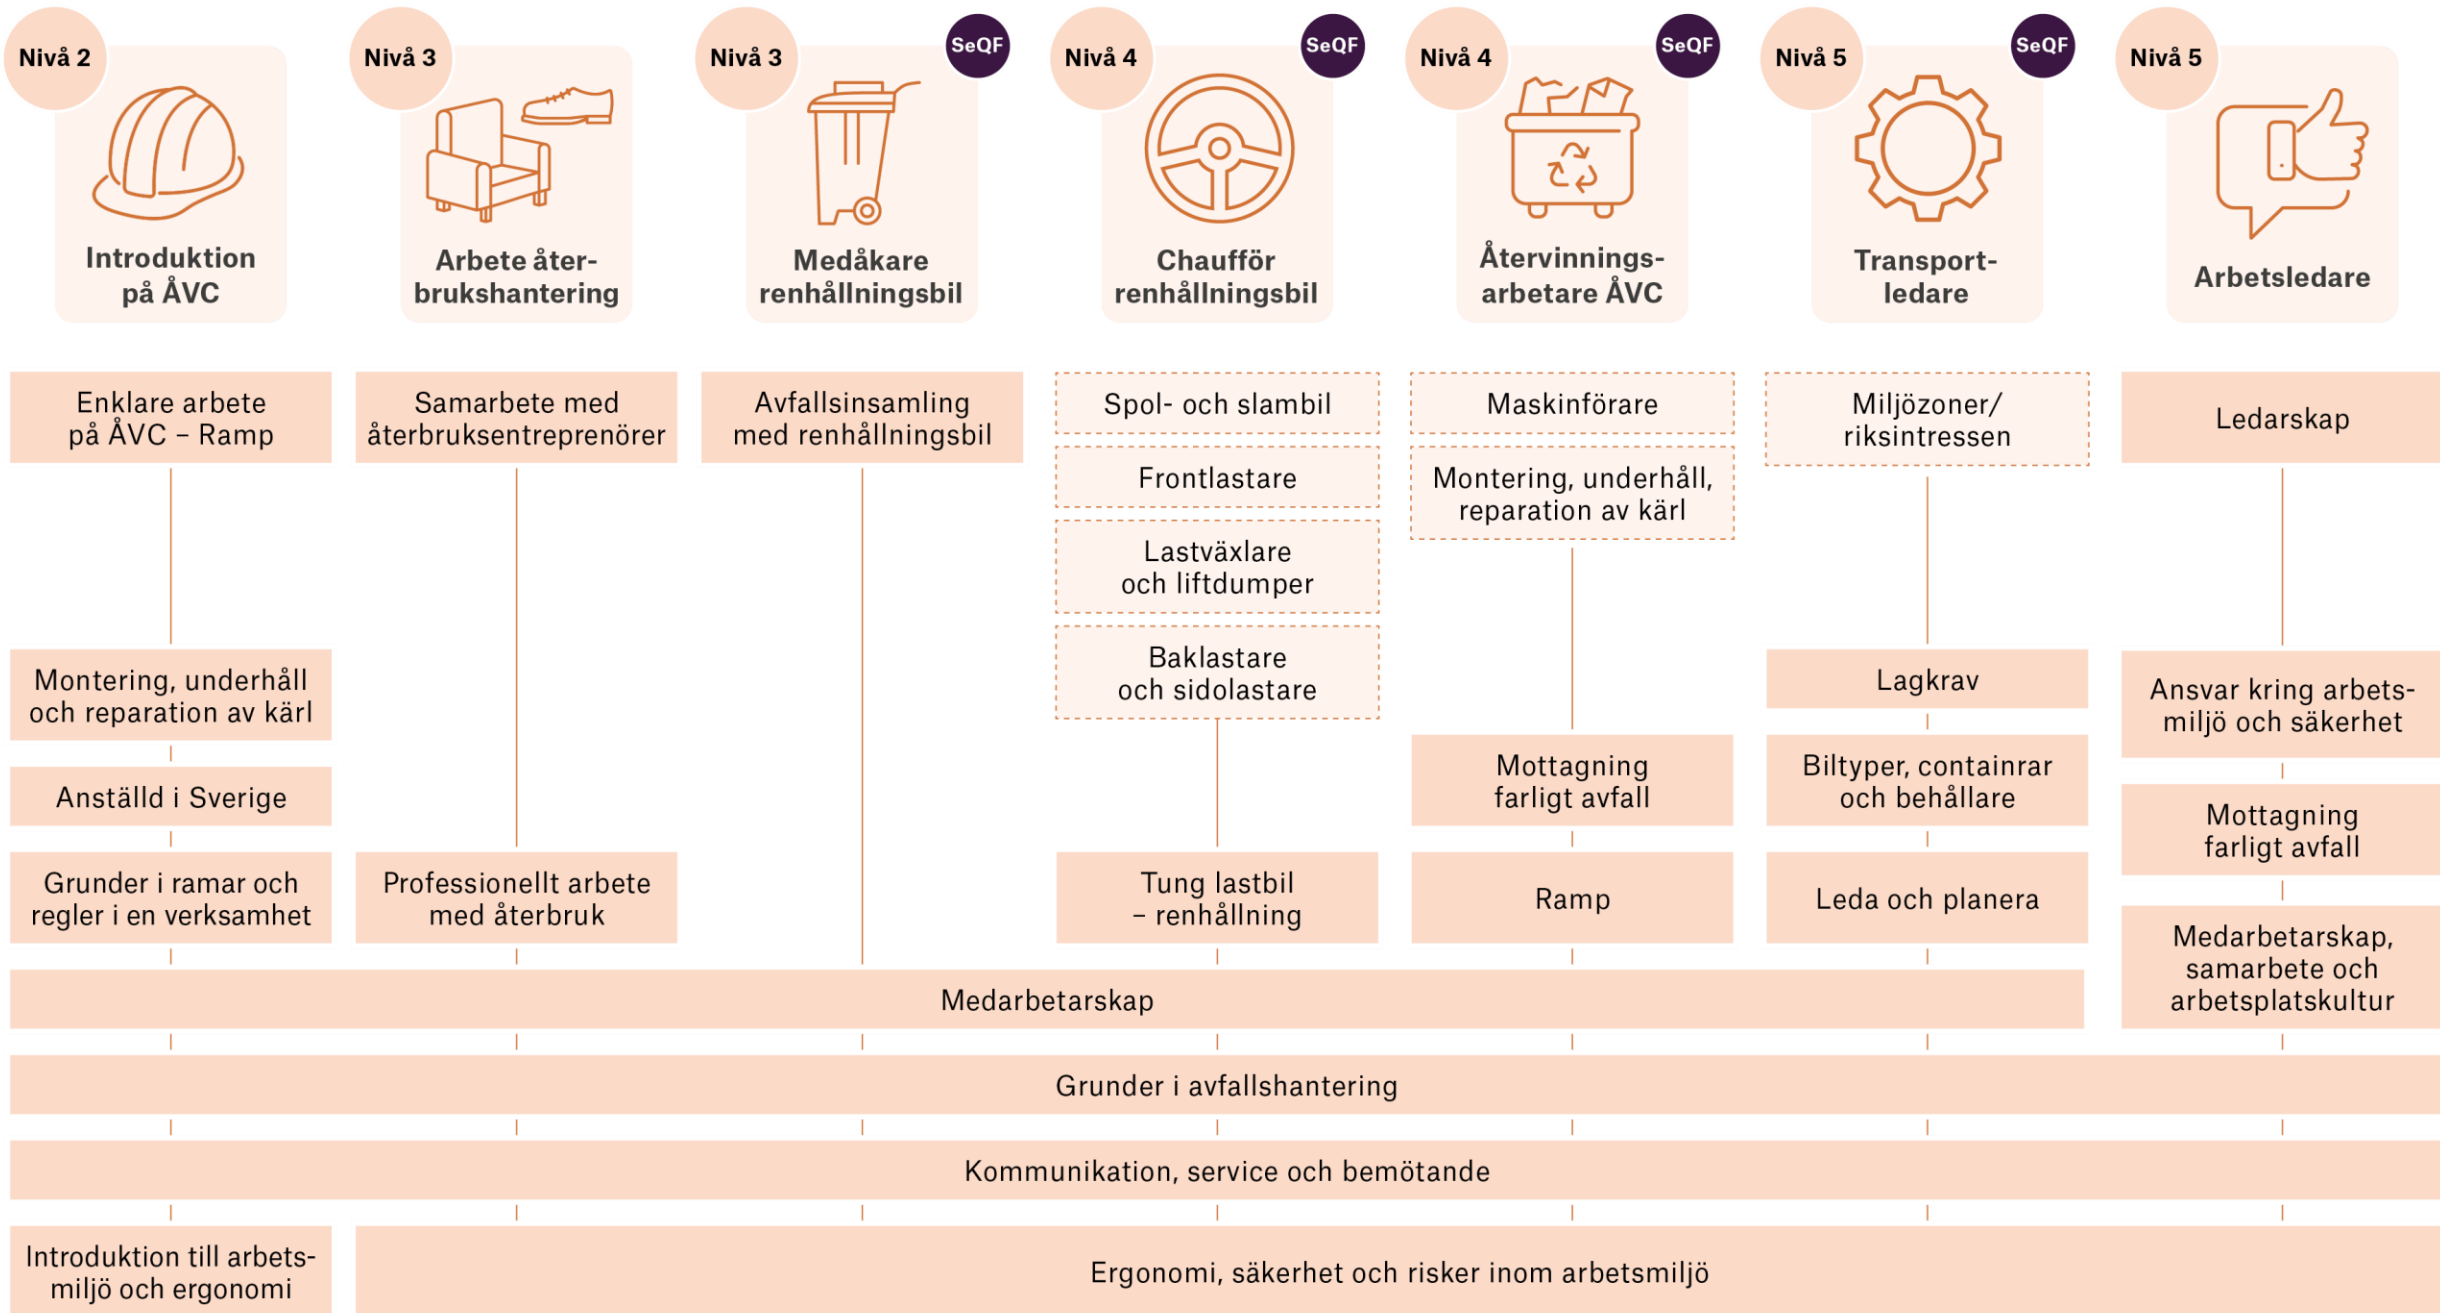 Nivå 2
Introduktion
på ÅVC
Nivå 3
Arbete åter-
brukshantering
Nivå 3
SeQF
Medåkare
renhållningsbil
Nivå 4
SeQF
Chaufför
renhållningsbil
Nivå 4
SeQF
Återvinnings-
arbetare ÅVC
Nivå 5
SeQF
Transport-
ledare
Nivå 5
Arbetsledare
Enklare arbete
på ÅVC – Ramp
Montering, underhåll
och reparation av kärl
Anställd i Sverige
Grunder i ramar och
regler i en verksamhet
Samarbete med
återbruksentreprenörer
Professionellt arbete
med återbruk
Avfallsinsamling
med renhållningsbil
Spol- och slambil
Frontlastare
Lastväxlare
och liftdumper
Baklastare
och sidolastare
Tung lastbil
– renhållning
Maskinförare
Montering, underhåll,
reparation av kärl
Mottagning
farligt avfall
Ramp
Miljözoner/
riksintressen
Lagkrav
Biltyper, containrar
och behållare
Leda och planera
Ledarskap
Ansvar kring arbets-
miljö och säkerhet
Mottagning
farligt avfall
Medarbetarskap,
samarbete och
arbetsplatskultur
Medarbetarskap
Grunder i avfallshantering
Kommunikation, service och bemötande
Introduktion till arbets-
miljö och ergonomi
Ergonomi, säkerhet och risker inom arbetsmiljö